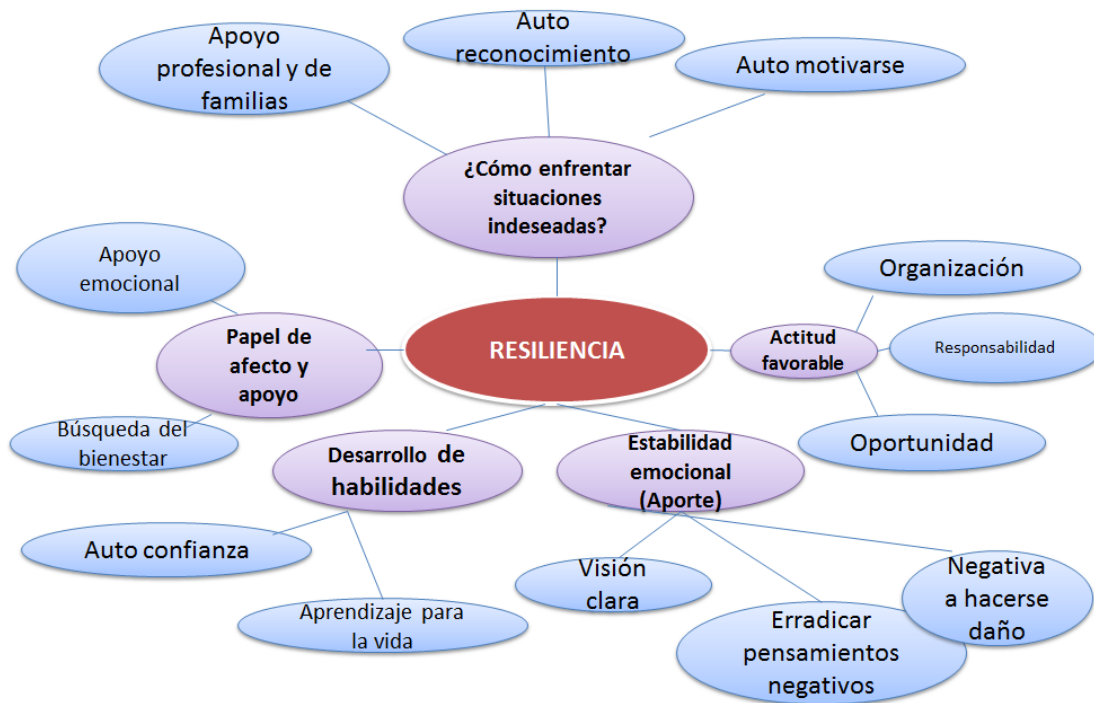 Apoyo
profesional y de
familias
Auto
reconocimiento
Auto motivarse
¿Cómo enfrentar
situaciones
indeseadas?
Apoyo
emocional
Organización
Papel de
afecto y
apoyo
RESILIENCIA
Actitud
favorable
Responsabilidad
Búsqueda del
bienestar
Desarrollo de
habilidades
Estabilidad
emocional
(Aporte)
Oportunidad
Auto confianza
Aprendizaje para
la vida
Visión
clara
Erradicar
pensamientos
negativos
Negativa
a hacerse
daño